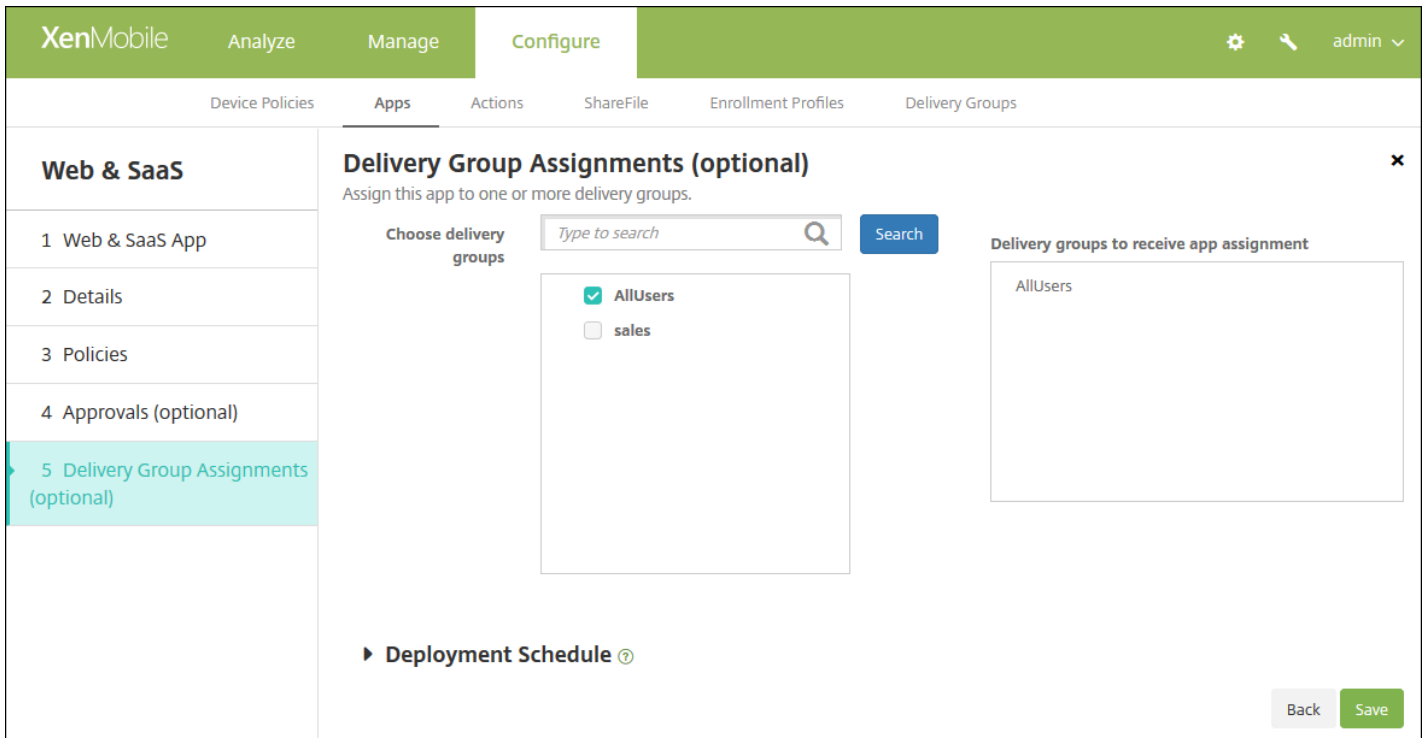 XenMobile Analyze Manage Configure admin
Device Policies Apps Actions ShareFile Enrollment Profiles Delivery Groups
Web & SaaS
1 Web & SaaS App
2 Details
3 Policies
4 Approvals (optional)
5 Delivery Group Assignments
(optional)
Delivery Group Assignments (optional)
Assign this app to one or more delivery groups.
Choose delivery
groups
Type to search
Search
AllUsers
sales
Delivery groups to receive app assignment
AllUsers
Deployment Schedule ?
Back Save